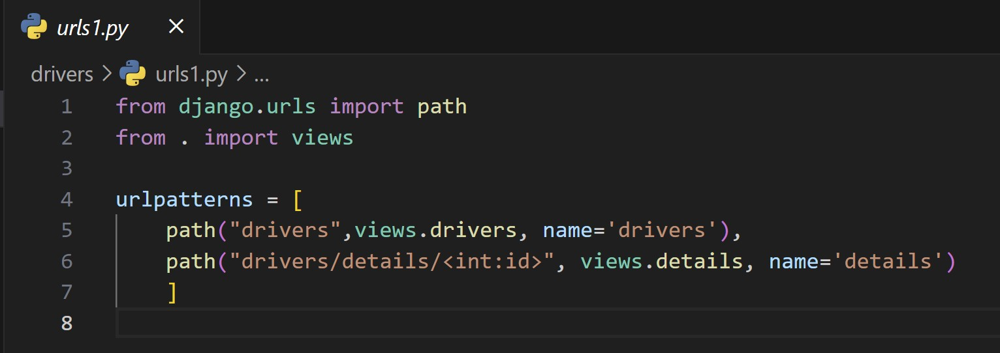 urls1.py ×
drivers > urls1.py > ...
1 from django.urls import path
2 from . import views
3
4 urlpatterns = [
5     path("drivers",views.drivers, name='drivers'),
6     path("drivers/details/<int:id>", views.details, name='details')
7     ]
8